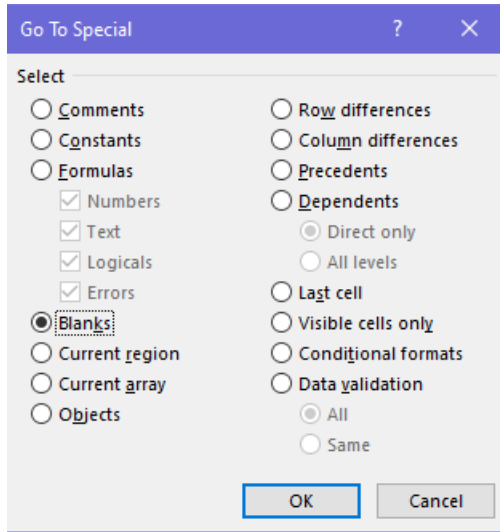 Go To Special
Select
Comments
Constants
Formulas
Numbers
Text
Logicals
Errors
Blanks
Current region
Current array
Objects
Row differences
Column differences
Precedents
Dependents
Direct only
All levels
Last cell
Visible cells only
Conditional formats
Data validation
All
Same
OK
Cancel